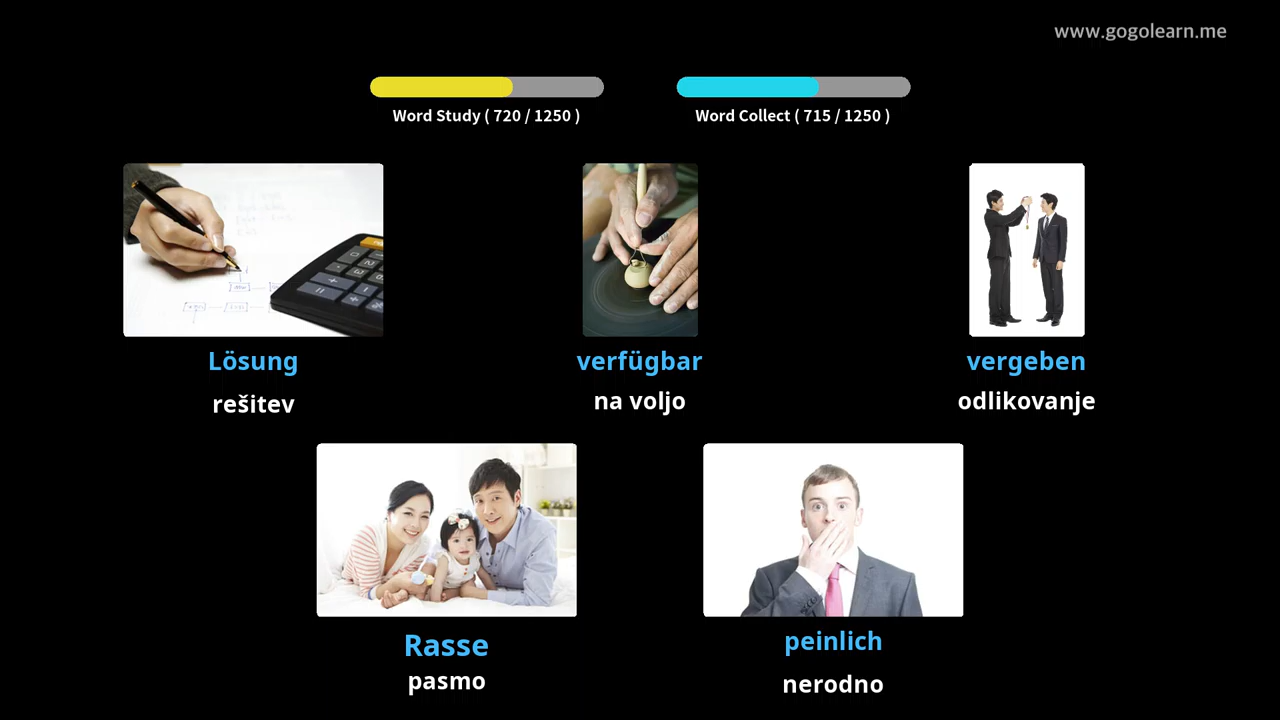 www.gogolearn.me
Word Study ( 720 / 1250 )
Word Collect ( 715 / 1250 )
Lösung
verfügbar
vergeben
rešitev
na voljo
odlikovanje
Rasse
peinlich
pasmo
nerodno